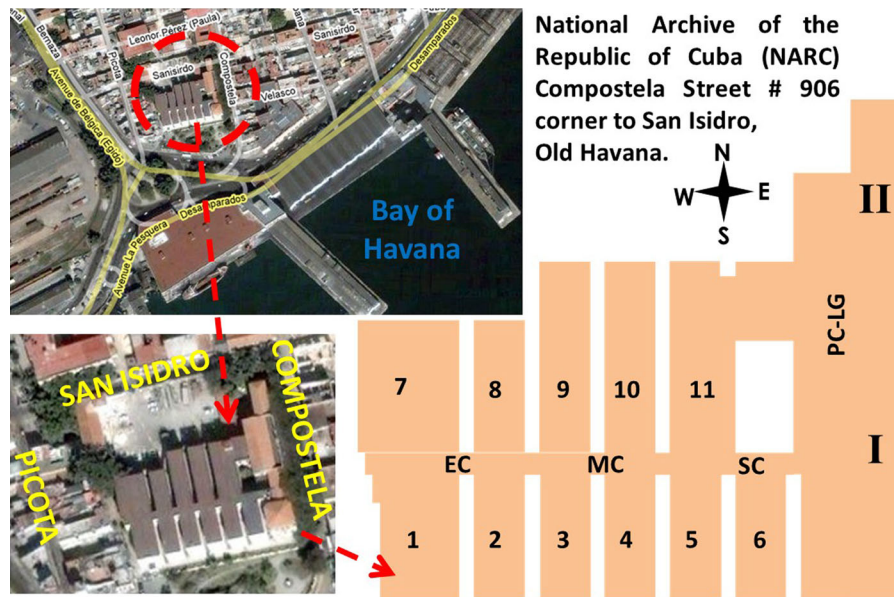 National Archive of the
Republic of Cuba (NARC)
Compostela Street # 906
corner to San Isidro,
Old Havana.
N
W
E
S
Bernaza
Avenue de Bélgica (Egido)
Picota
Leonor Pérez (Paula)
Sanisirdo
Compostela
Velasco
Sanisirdo
Cuba
Desamparados
Avenue La Pesquera
Desamparados
Bay of
Havana
SAN ISIDRO
COMPOSTELA
PICOTA
II
PC-LG
I
7
8
9
10
11
EC
MC
SC
1
2
3
4
5
6